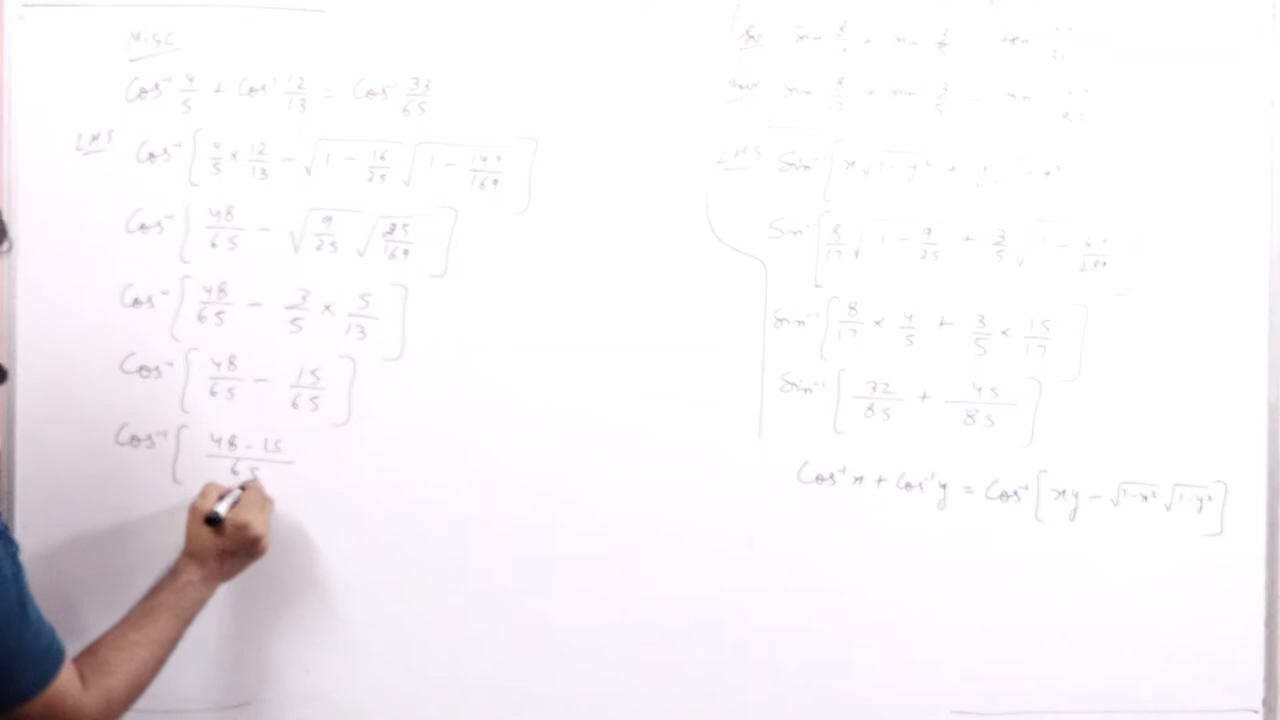 Misc
Cos⁻¹ 4/5 + Cos⁻¹ 12/13 = Cos⁻¹ 33/65
LHS Cos⁻¹ [ 4/5 × 12/13 - √(1 - 16/25) √(1 - 144/169) ]
Cos⁻¹ [ 48/65 - √(9/25) √(25/169) ]
Cos⁻¹ [ 48/65 - 3/5 × 5/13 ]
Cos⁻¹ [ 48/65 - 15/65 ]
Cos⁻¹ [ (48 - 15)/65
LHS Sin⁻¹ [ x√(1 - y²) +
Sin⁻¹ [ 8/17 √(1 - 9/25) + 3/5 √(1 - 64/289)
Sin⁻¹ [ 8/17 × 4/5 + 3/5 × 15/17 ]
Sin⁻¹ [ 32/85 + 45/85 ]
Cos⁻¹x + Cos⁻¹y = Cos⁻¹ [ xy - √(1-x²) √(1-y²) ]